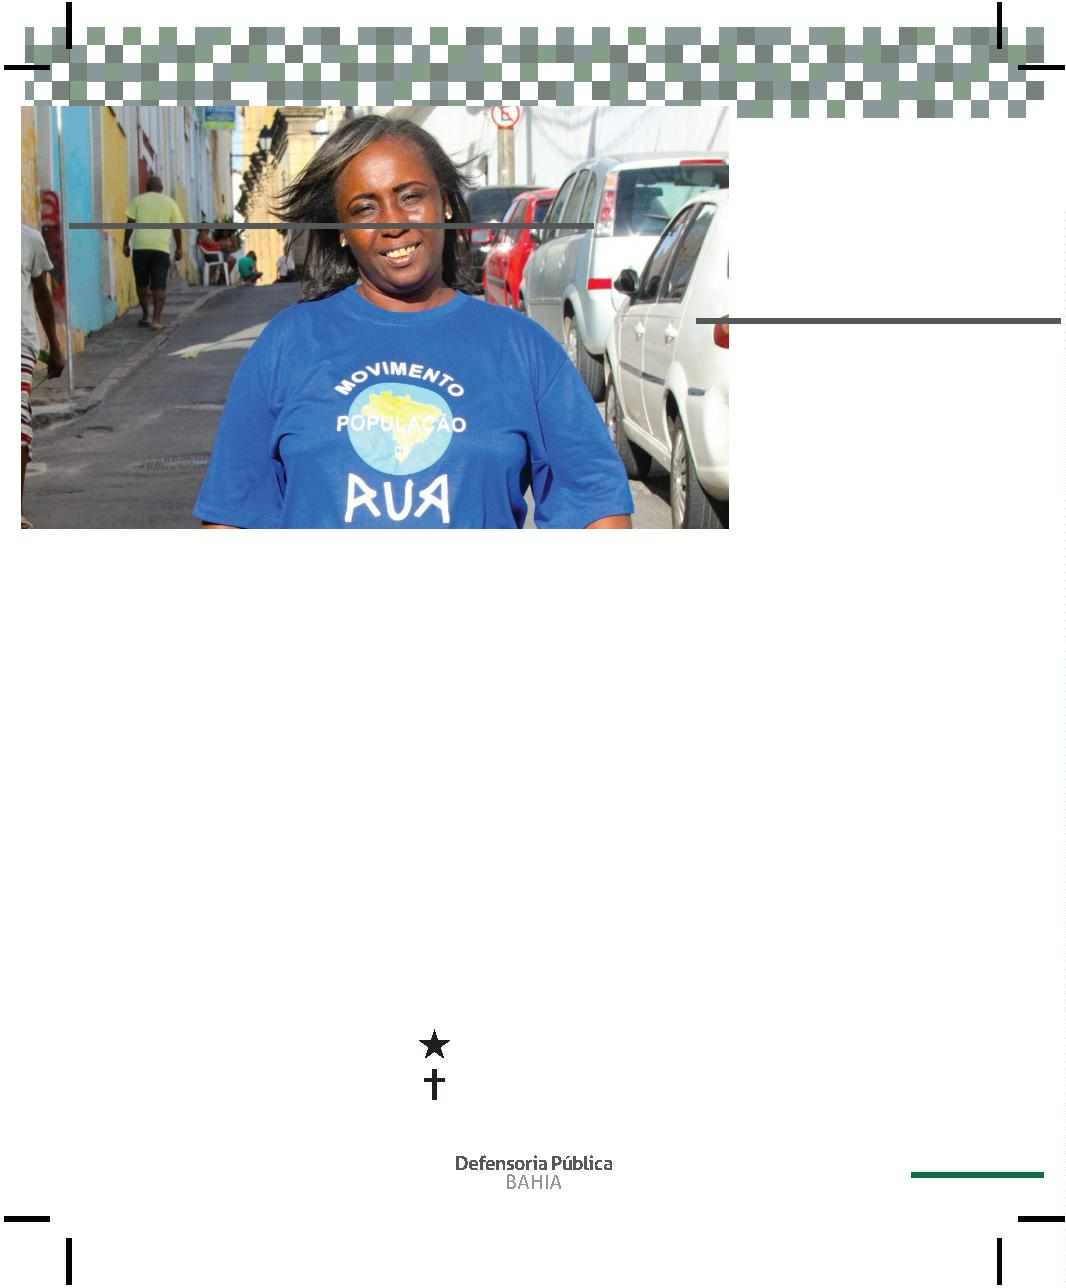 MOVIMENTO
POPULAÇÃO
RUA
Defensoria Pública
BAHIA